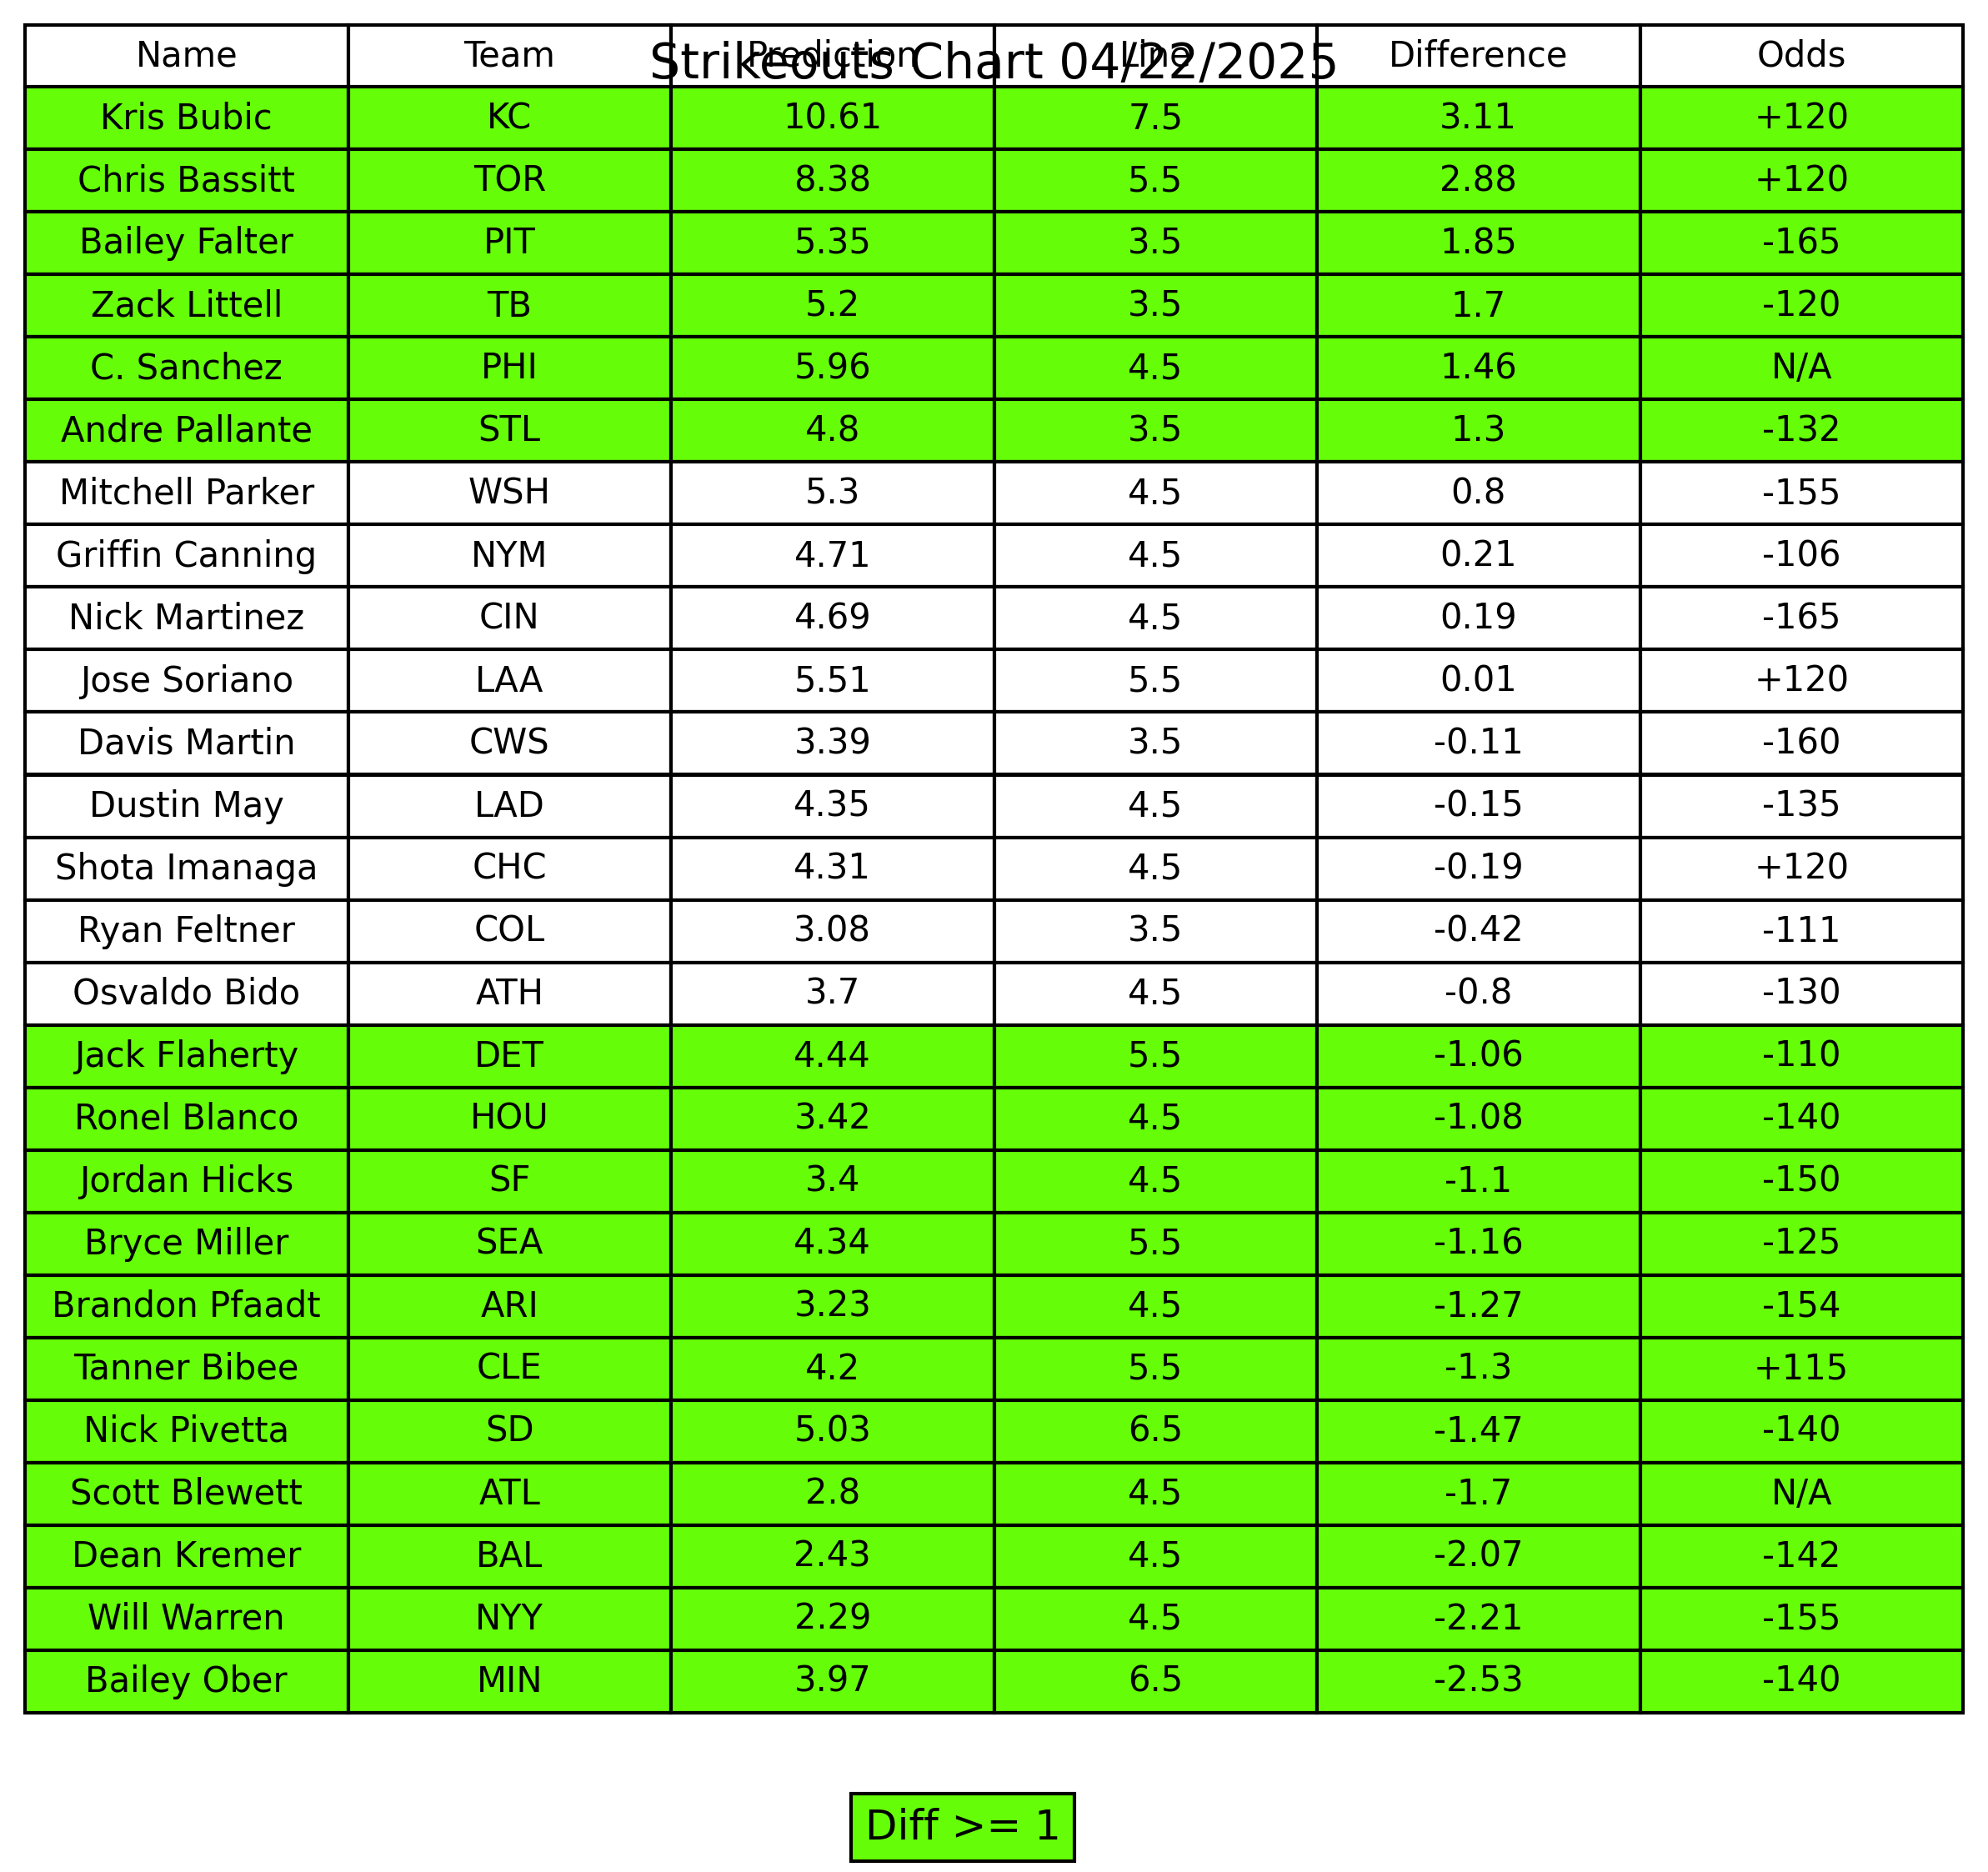 Strikeouts Chart 04/22/2025
Name Team Prediction Line Difference Odds
Kris Bubic KC 10.61 7.5 3.11 +120
Chris Bassitt TOR 8.38 5.5 2.88 +120
Bailey Falter PIT 5.35 3.5 1.85 -165
Zack Littell TB 5.2 3.5 1.7 -120
C. Sanchez PHI 5.96 4.5 1.46 N/A
Andre Pallante STL 4.8 3.5 1.3 -132
Mitchell Parker WSH 5.3 4.5 0.8 -155
Griffin Canning NYM 4.71 4.5 0.21 -106
Nick Martinez CIN 4.69 4.5 0.19 -165
Jose Soriano LAA 5.51 5.5 0.01 +120
Davis Martin CWS 3.39 3.5 -0.11 -160
Dustin May LAD 4.35 4.5 -0.15 -135
Shota Imanaga CHC 4.31 4.5 -0.19 +120
Ryan Feltner COL 3.08 3.5 -0.42 -111
Osvaldo Bido ATH 3.7 4.5 -0.8 -130
Jack Flaherty DET 4.44 5.5 -1.06 -110
Ronel Blanco HOU 3.42 4.5 -1.08 -140
Jordan Hicks SF 3.4 4.5 -1.1 -150
Bryce Miller SEA 4.34 5.5 -1.16 -125
Brandon Pfaadt ARI 3.23 4.5 -1.27 -154
Tanner Bibee CLE 4.2 5.5 -1.3 +115
Nick Pivetta SD 5.03 6.5 -1.47 -140
Scott Blewett ATL 2.8 4.5 -1.7 N/A
Dean Kremer BAL 2.43 4.5 -2.07 -142
Will Warren NYY 2.29 4.5 -2.21 -155
Bailey Ober MIN 3.97 6.5 -2.53 -140
Diff >= 1